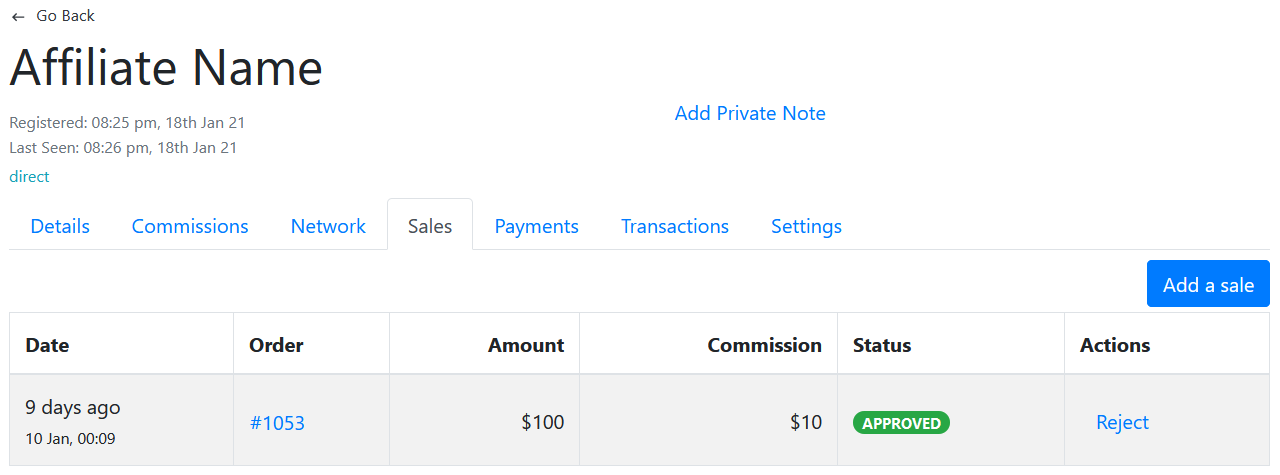 ← Go Back
Affiliate Name
Registered: 08:25 pm, 18th Jan 21
Add Private Note
Last Seen: 08:26 pm, 18th Jan 21
direct
Details Commissions Network Sales Payments Transactions Settings
Add a sale
Date Order Amount Commission Status Actions
9 days ago
10 Jan, 00:09
#1053 $100 $10 APPROVED Reject